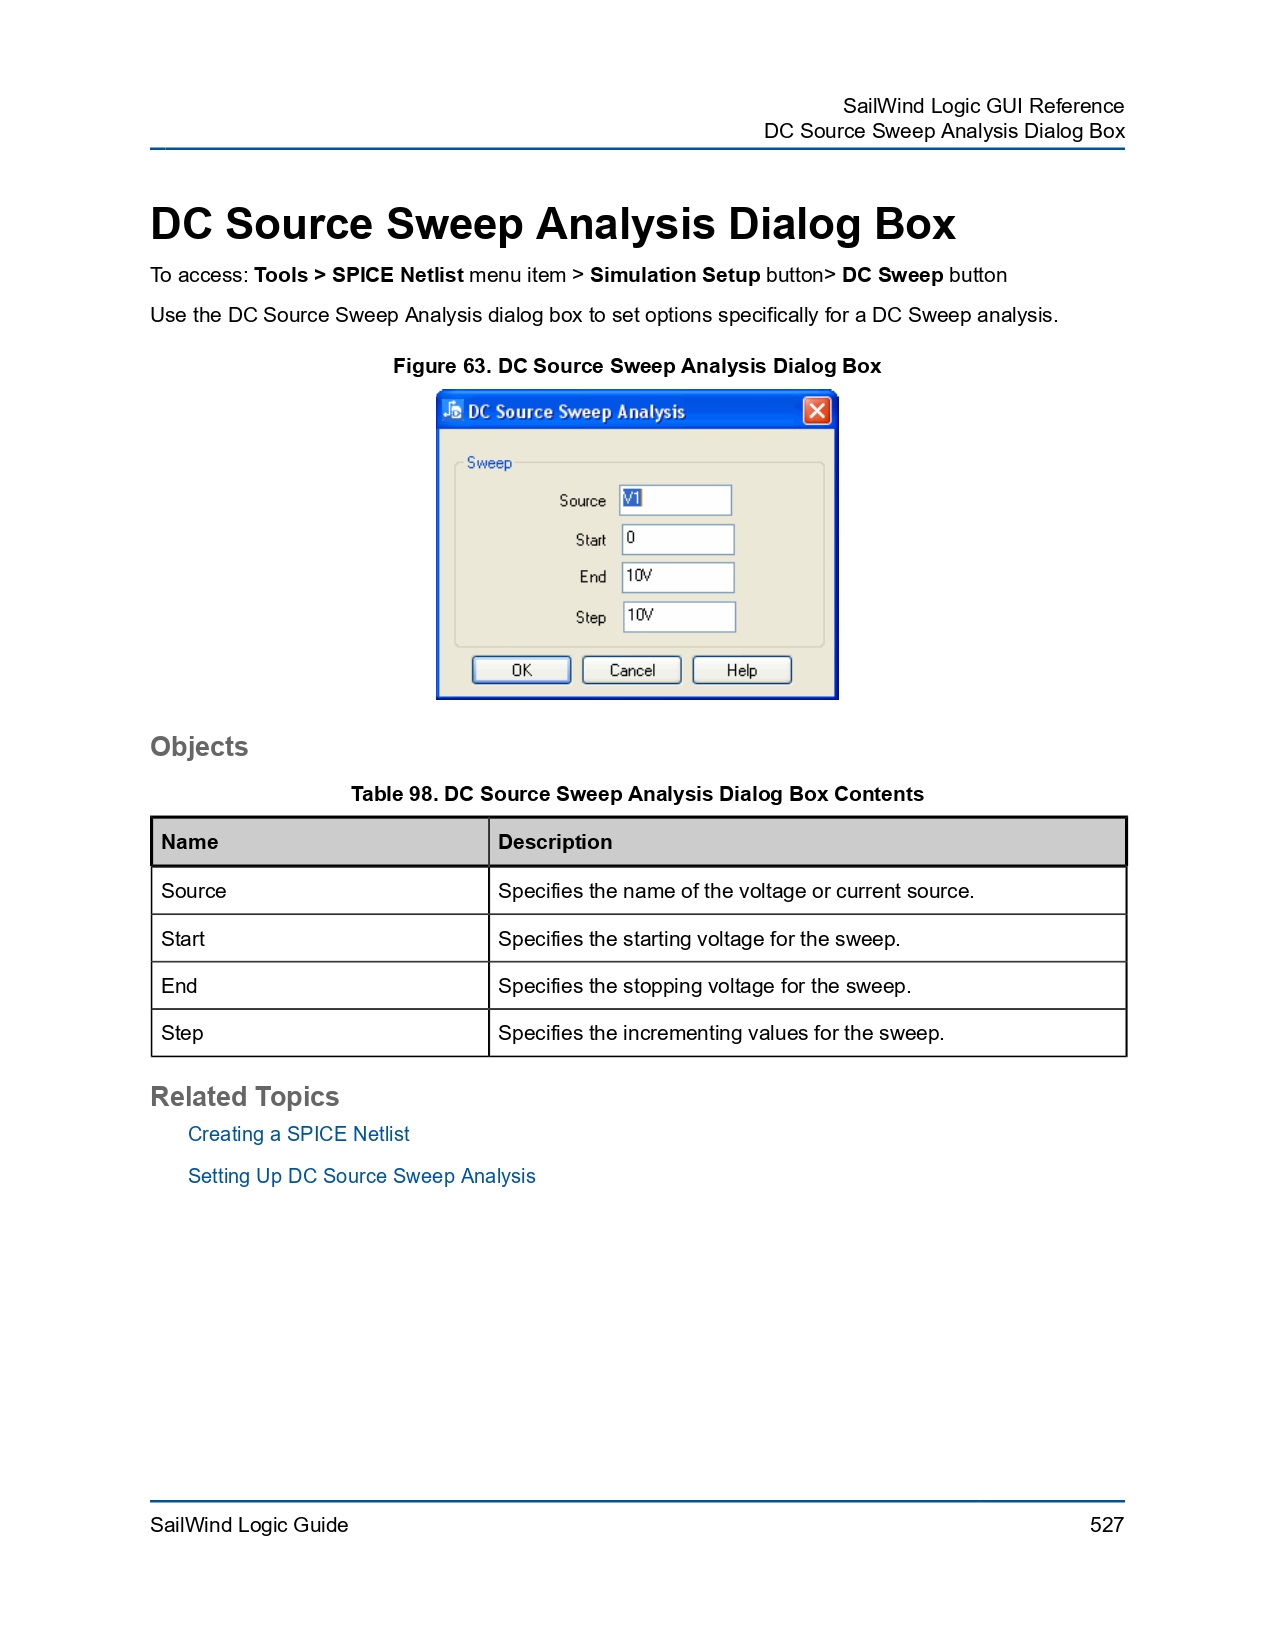 SailWind Logic GUI Reference
DC Source Sweep Analysis Dialog Box
DC Source Sweep Analysis Dialog Box
To access: Tools > SPICE Netlist menu item > Simulation Setup button> DC Sweep button
Use the DC Source Sweep Analysis dialog box to set options specifically for a DC Sweep analysis.
Figure 63. DC Source Sweep Analysis Dialog Box
DC Source Sweep Analysis
Sweep
Source V1
Start 0
End 10V
Step 10V
OK Cancel Help
Objects
Table 98. DC Source Sweep Analysis Dialog Box Contents
Name Description
Source Specifies the name of the voltage or current source.
Start Specifies the starting voltage for the sweep.
End Specifies the stopping voltage for the sweep.
Step Specifies the incrementing values for the sweep.
Related Topics
Creating a SPICE Netlist
Setting Up DC Source Sweep Analysis
SailWind Logic Guide 527